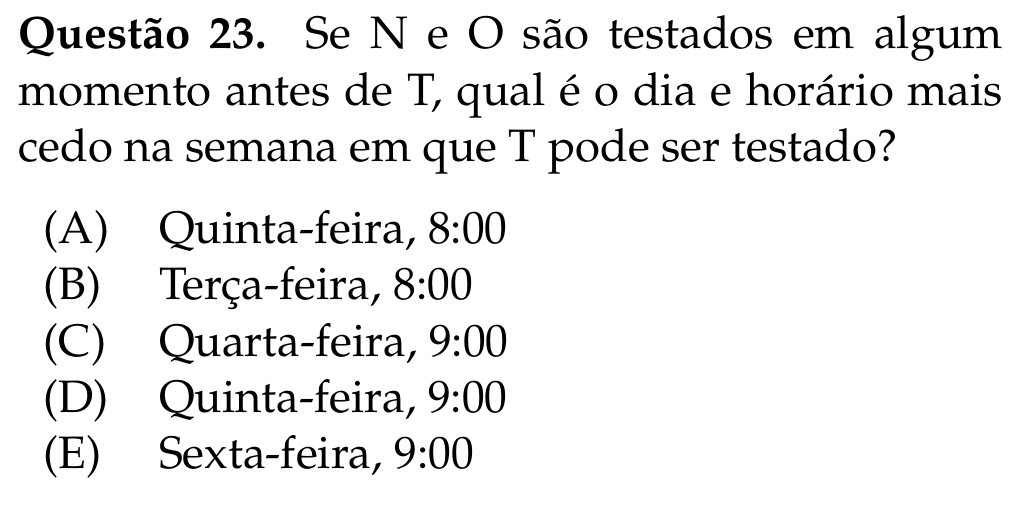 Questão 23. Se N e O são testados em algum
momento antes de T, qual é o dia e horário mais
cedo na semana em que T pode ser testado?
(A) Quinta-feira, 8:00
(B) Terça-feira, 8:00
(C) Quarta-feira, 9:00
(D) Quinta-feira, 9:00
(E) Sexta-feira, 9:00